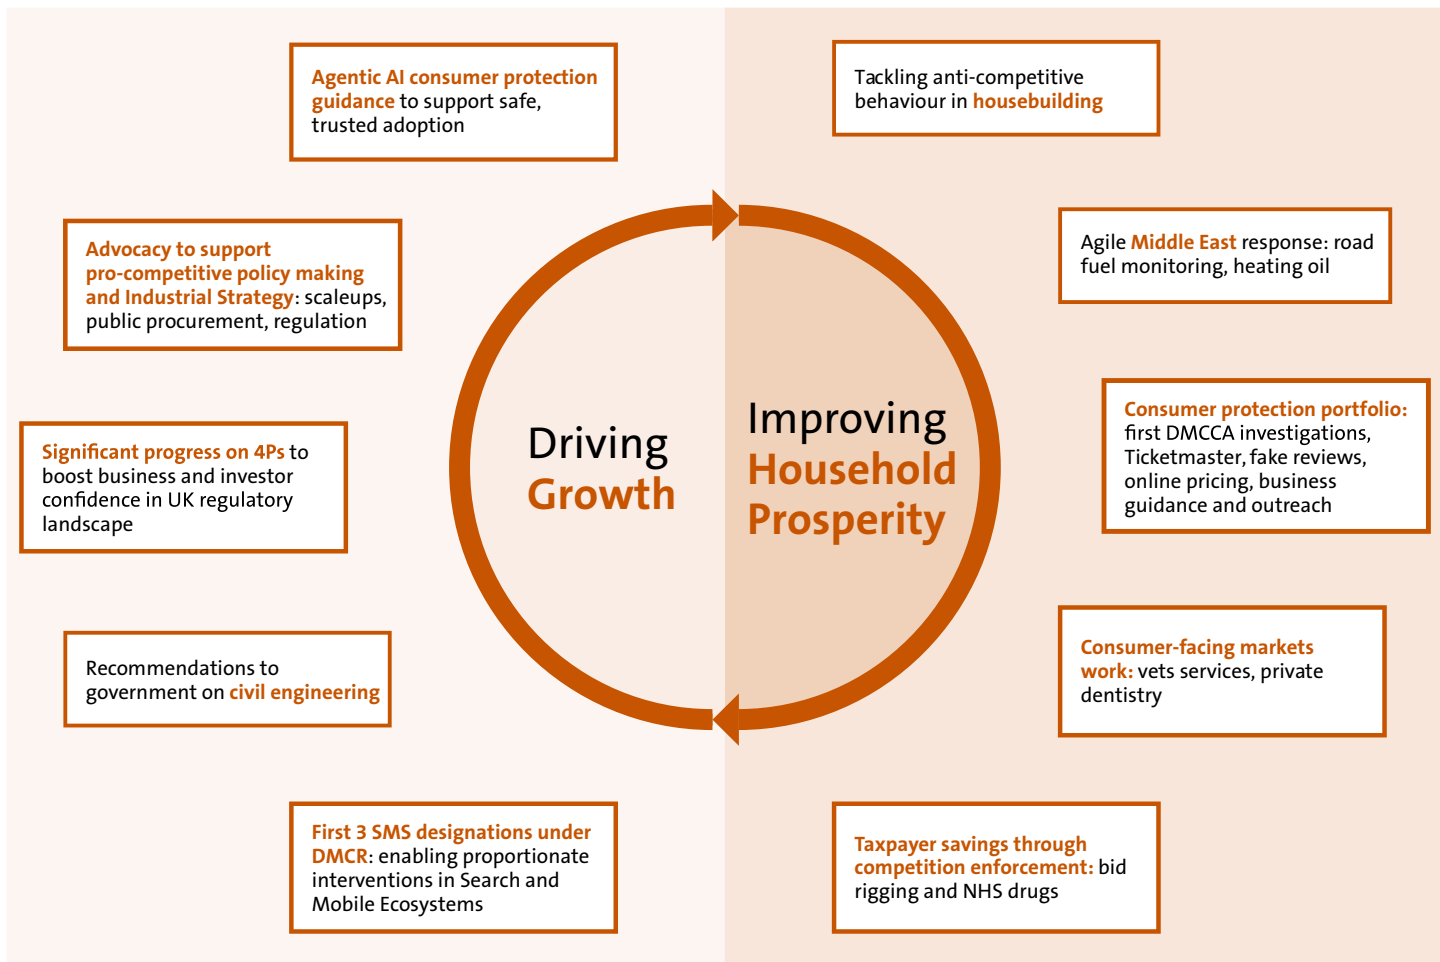 Agentic AI consumer protection
guidance to support safe,
trusted adoption
Advocacy to support
pro-competitive policy making
and Industrial Strategy: scaleups,
public procurement, regulation
Significant progress on 4Ps to
boost business and investor
confidence in UK regulatory
landscape
Recommendations to
government on civil engineering
First 3 SMS designations under
DMCR: enabling proportionate
interventions in Search and
Mobile Ecosystems
Driving
Growth
Improving
Household
Prosperity
Tackling anti-competitive
behaviour in housebuilding
Agile Middle East response: road
fuel monitoring, heating oil
Consumer protection portfolio:
first DMCCA investigations,
Ticketmaster, fake reviews,
online pricing, business
guidance and outreach
Consumer-facing markets
work: vets services, private
dentistry
Taxpayer savings through
competition enforcement: bid
rigging and NHS drugs